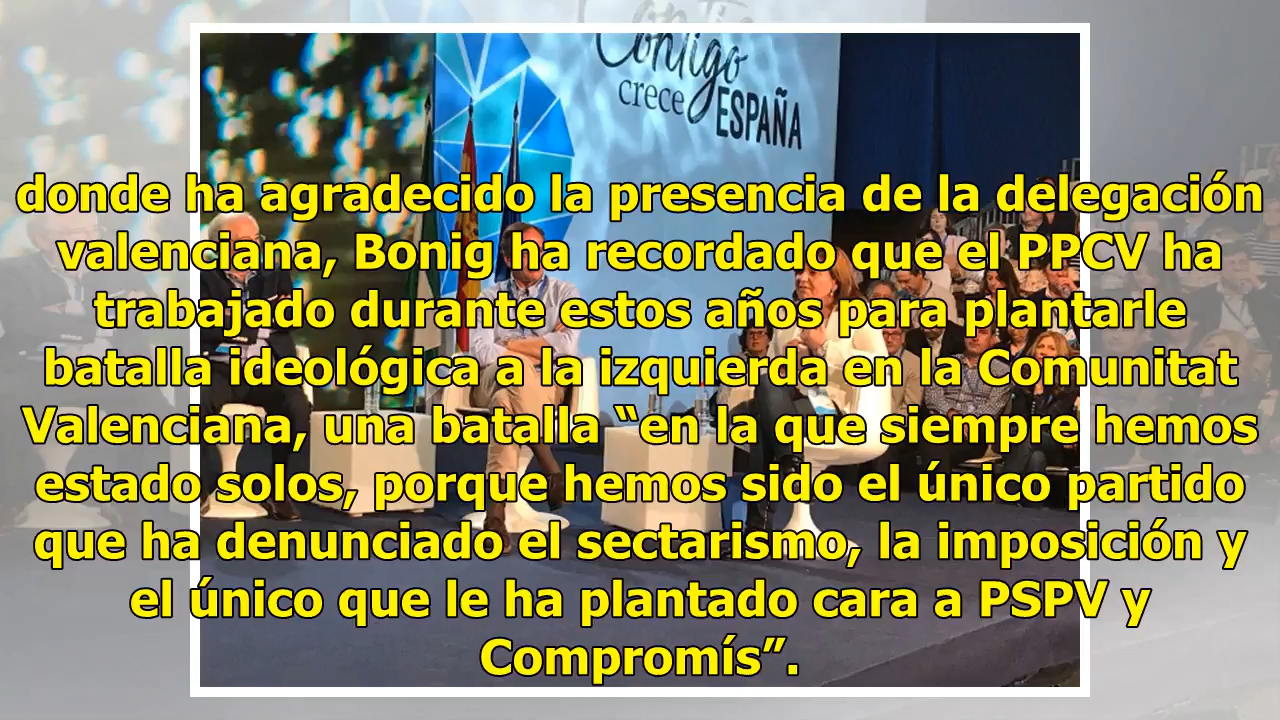 Contigo
crece ESPAÑA
donde ha agradecido la presencia de la delegación
valenciana, Bonig ha recordado que el PPCV ha
trabajado durante estos años para plantarle
batalla ideológica a la izquierda en la Comunitat
Valenciana, una batalla “en la que siempre hemos
estado solos, porque hemos sido el único partido
que ha denunciado el sectarismo, la imposición y
el único que le ha plantado cara a PSPV y
Compromís”.